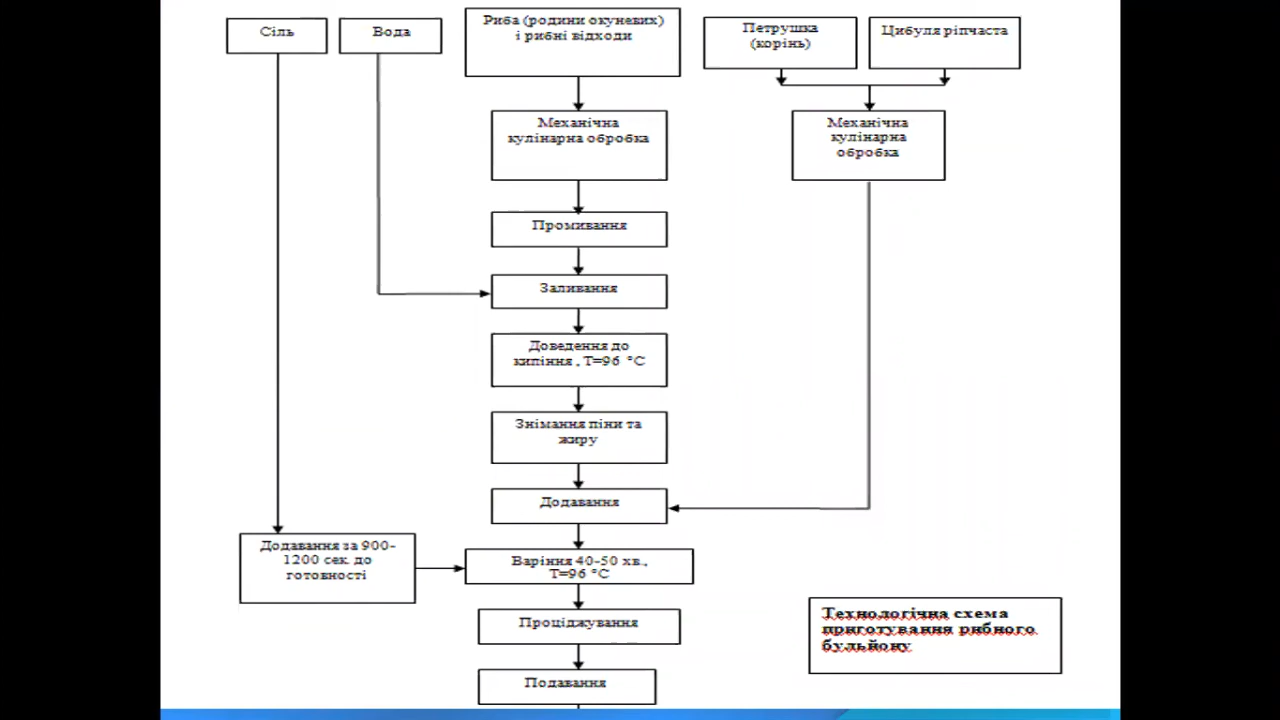 Сіль
Вода
Риба (родини окуневих)
і рибні відходи
Петрушка
(корінь)
Цибуля ріпчаста
Механічна
кулінарна обробка
Механічна
кулінарна
обробка
Промивання
Заливання
Доведення до
кипіння , Т=96 °С
Знімання піни та
жиру
Додавання
Додавання за 900-
1200 сек. до
готовності
Варіння 40-50 хв.,
Т=96 °С
Проціджування
Подавання
Технологічна схема
приготування рибного
бульйону